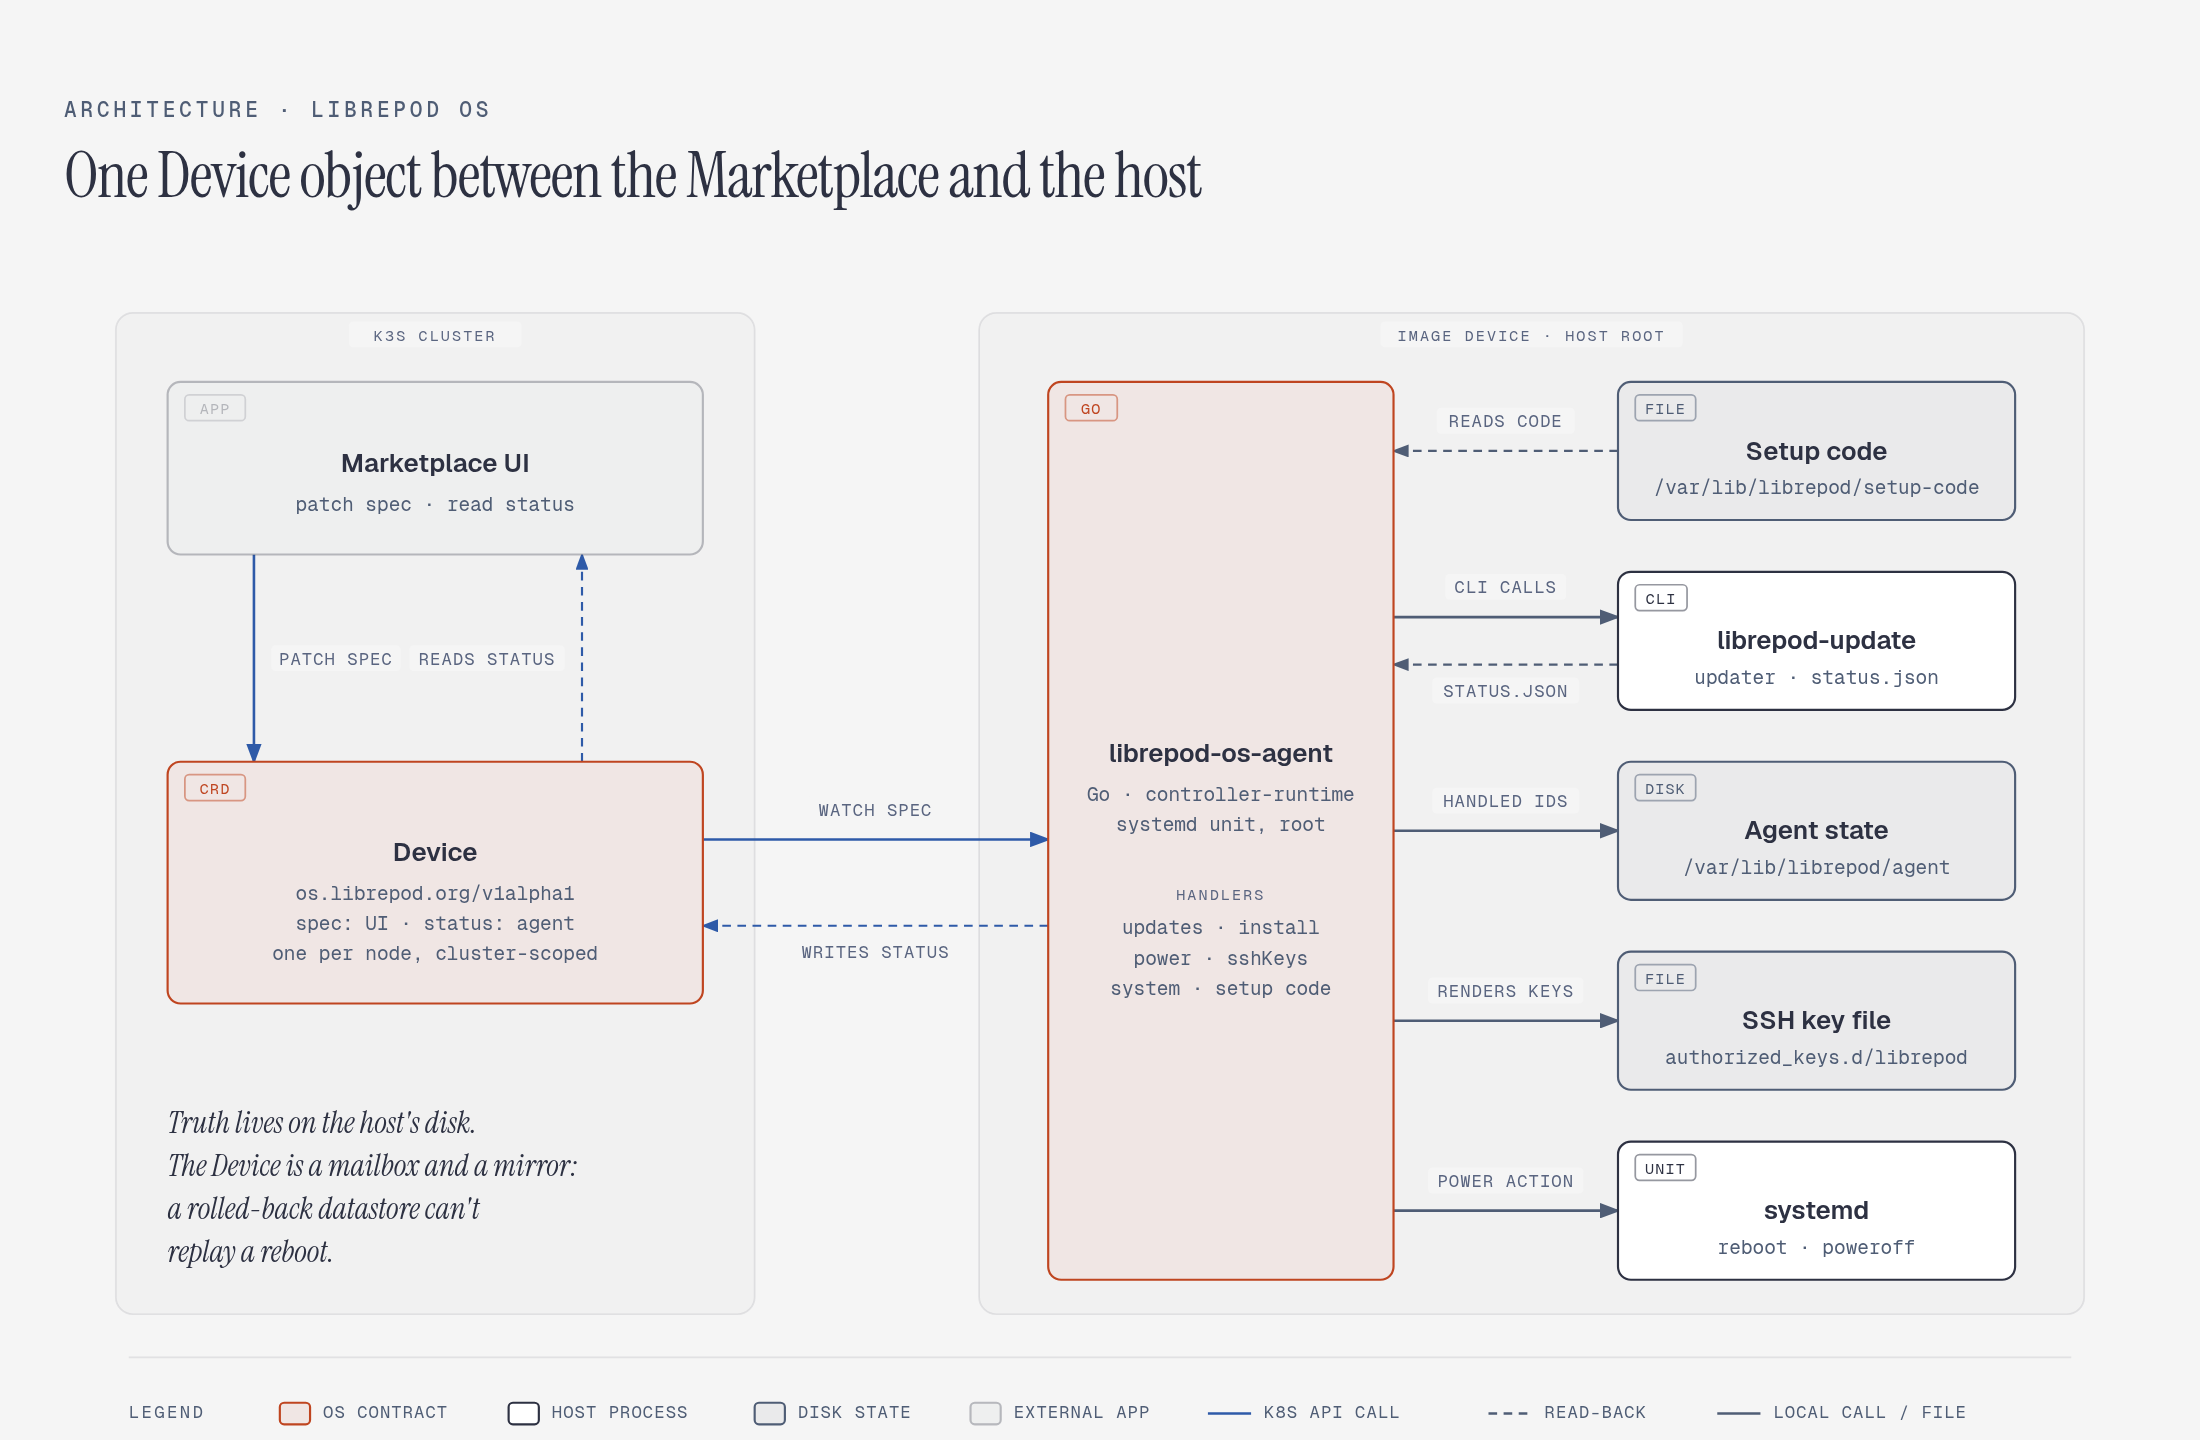 ARCHITECTURE · LIBREPOD OS
One Device object between the Marketplace and the host
K3S CLUSTER
APP
Marketplace UI
patch spec · read status
PATCH SPEC
READS STATUS
CRD
Device
os.librepod.org/v1alpha1
spec: UI · status: agent
one per node, cluster-scoped
Truth lives on the host's disk.
The Device is a mailbox and a mirror:
a rolled-back datastore can't
replay a reboot.
WATCH SPEC
WRITES STATUS
IMAGE DEVICE · HOST ROOT
GO
librepod-os-agent
Go · controller-runtime
systemd unit, root
HANDLERS
updates · install
power · sshKeys
system · setup code
READS CODE
CLI CALLS
STATUS.JSON
HANDLED IDS
RENDERS KEYS
POWER ACTION
FILE
Setup code
/var/lib/librepod/setup-code
CLI
librepod-update
updater · status.json
DISK
Agent state
/var/lib/librepod/agent
FILE
SSH key file
authorized_keys.d/librepod
UNIT
systemd
reboot · poweroff
LEGEND
OS CONTRACT
HOST PROCESS
DISK STATE
EXTERNAL APP
K8S API CALL
READ-BACK
LOCAL CALL / FILE